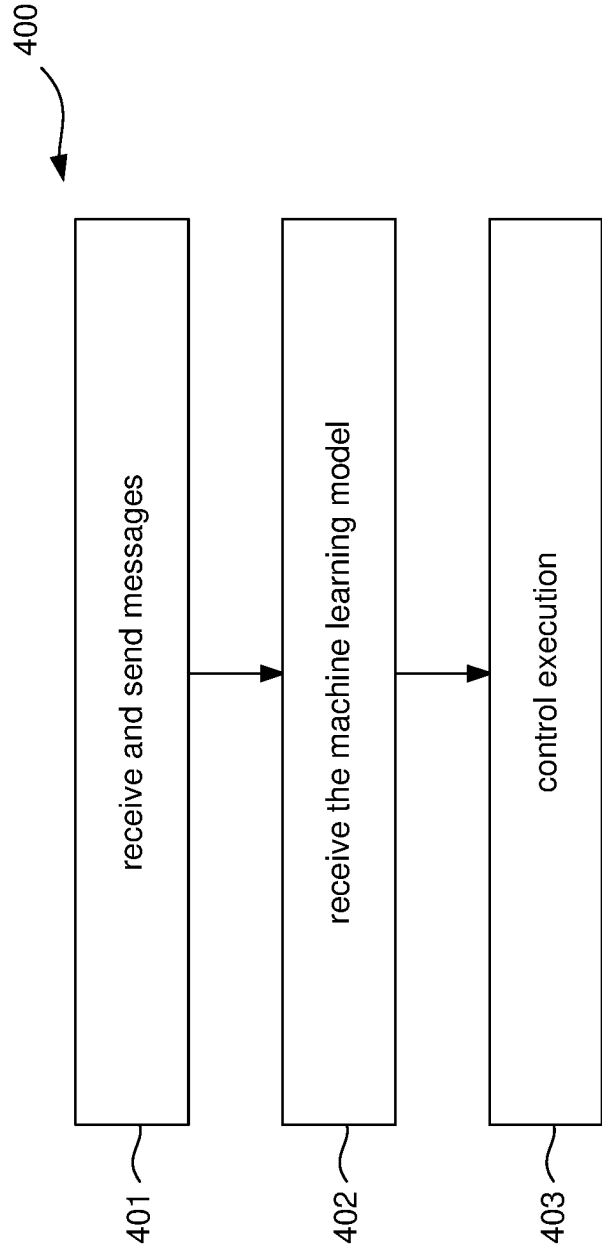 400
401
receive and send messages
402
receive the machine learning model
403
control execution